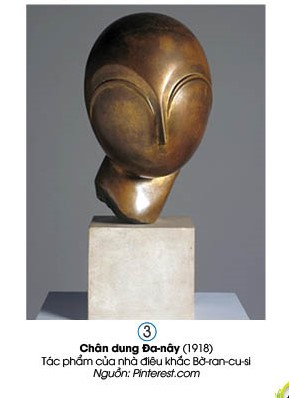 3
Chân dung Đa-nây (1918)
Tác phẩm của nhà điêu khắc Bờ-ran-cu-si
Nguồn: Pinterest.com